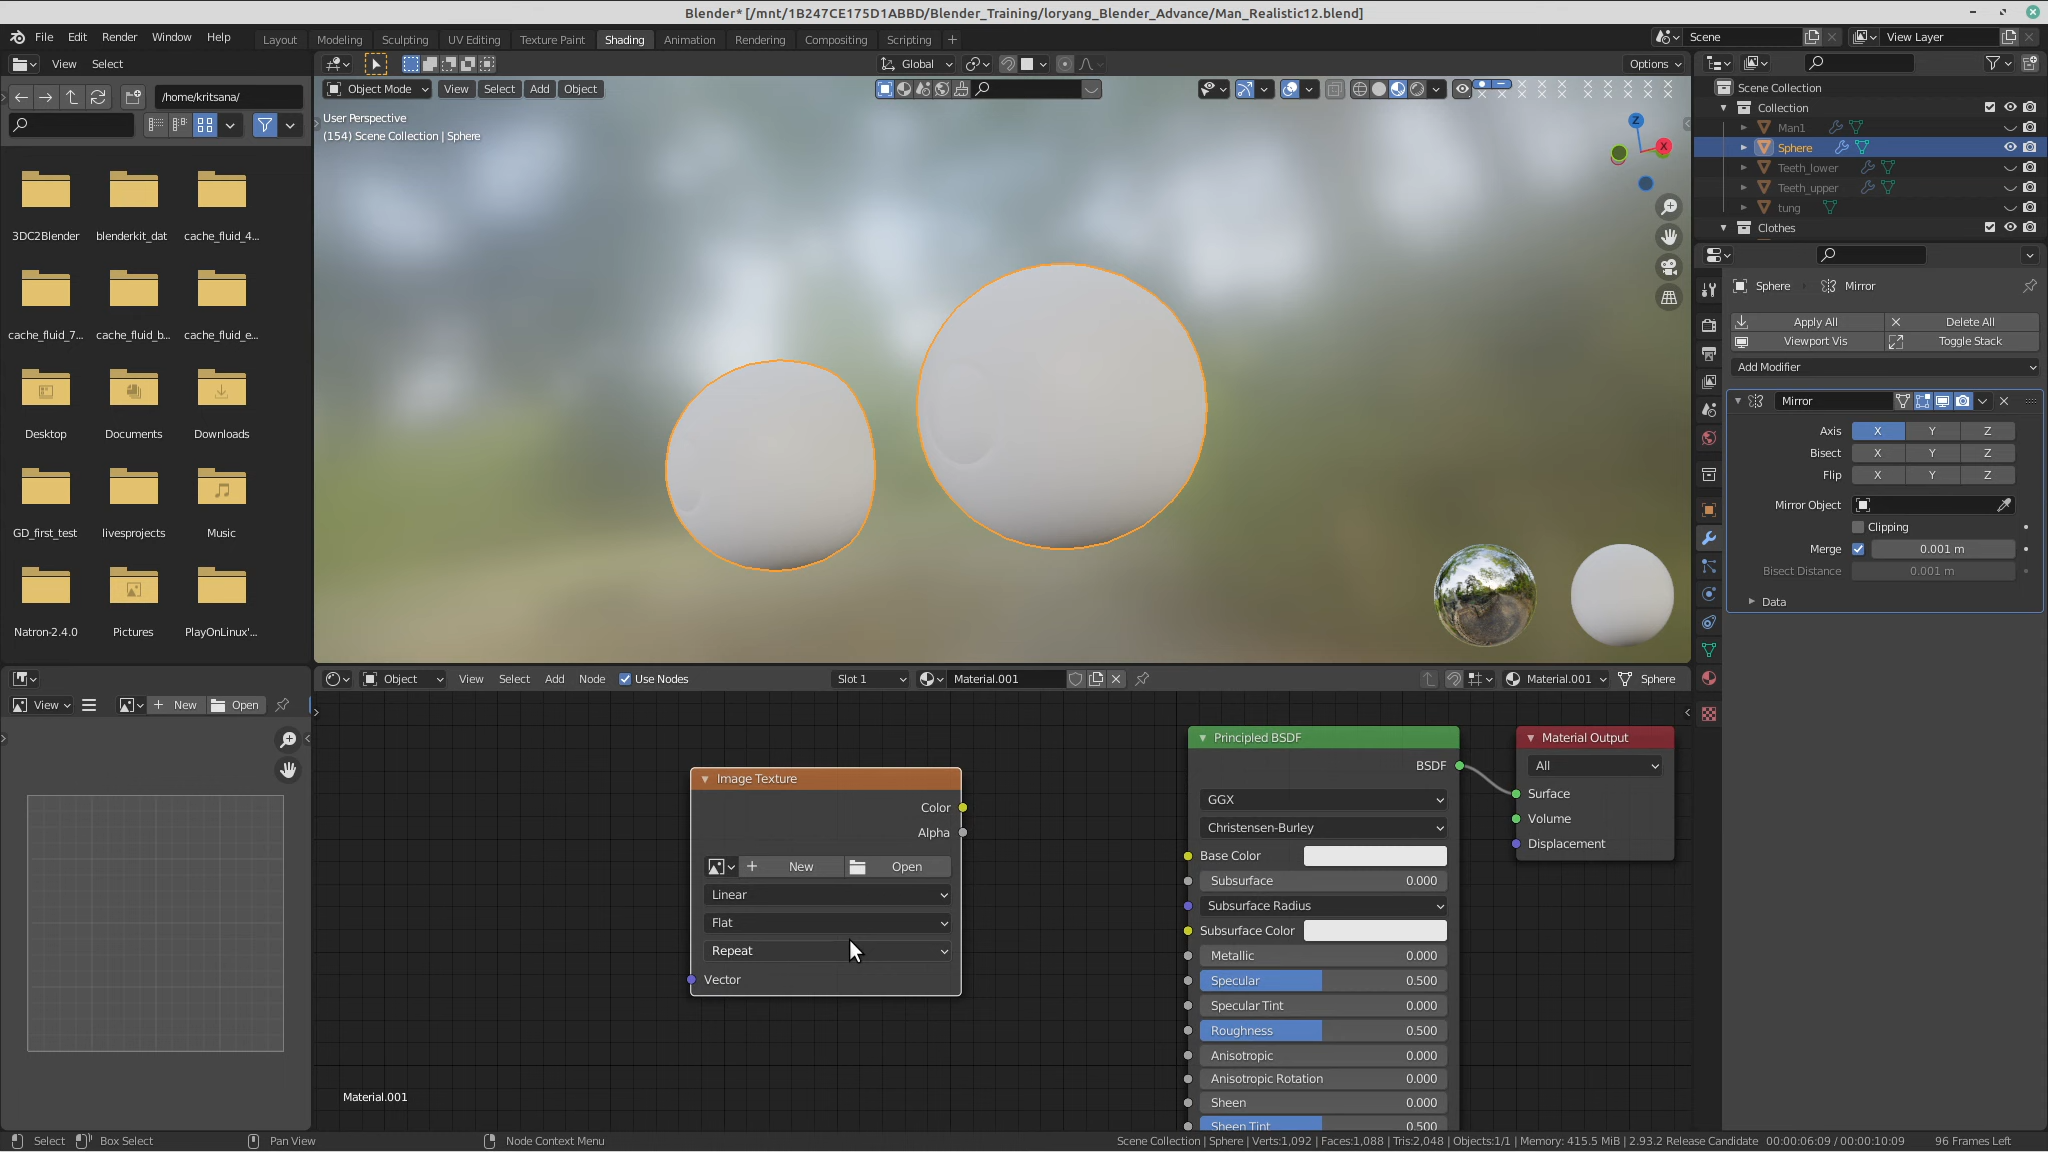 Blender* [/mnt/1B247CE175D1ABBD/Blender_Training/loryang_Blender_Advance/Man_Realistic12.blend]
File Edit Render Window Help
Layout Modeling Sculpting UV Editing Texture Paint Shading Animation Rendering Compositing Scripting +
Scene
View Layer
View Select
Global
Options
/home/kritsana/
Object Mode View Select Add Object
User Perspective
(154) Scene Collection | Sphere
Z
X
3DC2Blender blenderkit_dat cache_fluid_4...
cache_fluid_7... cache_fluid_b... cache_fluid_e...
Desktop Documents Downloads
GD_first_test livesprojects Music
Natron-2.4.0 Pictures PlayOnLinux'...
Scene Collection
Collection
Man1
Sphere
Teeth_lower
Teeth_upper
tung
Clothes
Sphere Mirror
Apply All Delete All
Viewport Vis Toggle Stack
Add Modifier
Mirror
Axis X Y Z
Bisect X Y Z
Flip X Y Z
Mirror Object
Clipping
Merge 0.001 m
Bisect Distance 0.001 m
Data
View New Open
Object View Select Add Node Use Nodes Slot 1 Material.001 Material.001 Sphere
Image Texture
Color
Alpha
New Open
Linear
Flat
Repeat
Vector
Principled BSDF
BSDF
GGX
Christensen-Burley
Base Color
Subsurface 0.000
Subsurface Radius
Subsurface Color
Metallic 0.000
Specular 0.500
Specular Tint 0.000
Roughness 0.500
Anisotropic 0.000
Anisotropic Rotation 0.000
Sheen 0.000
Sheen Tint 0.500
Material Output
All
Surface
Volume
Displacement
Material.001
Select Box Select Pan View Node Context Menu
Scene Collection | Sphere | Verts:1,092 | Faces:1,088 | Tris:2,048 | Objects:1/1 | Memory: 415.5 MiB | 2.93.2 Release Candidate 00:00:06:09 / 00:00:10:09 96 Frames Left